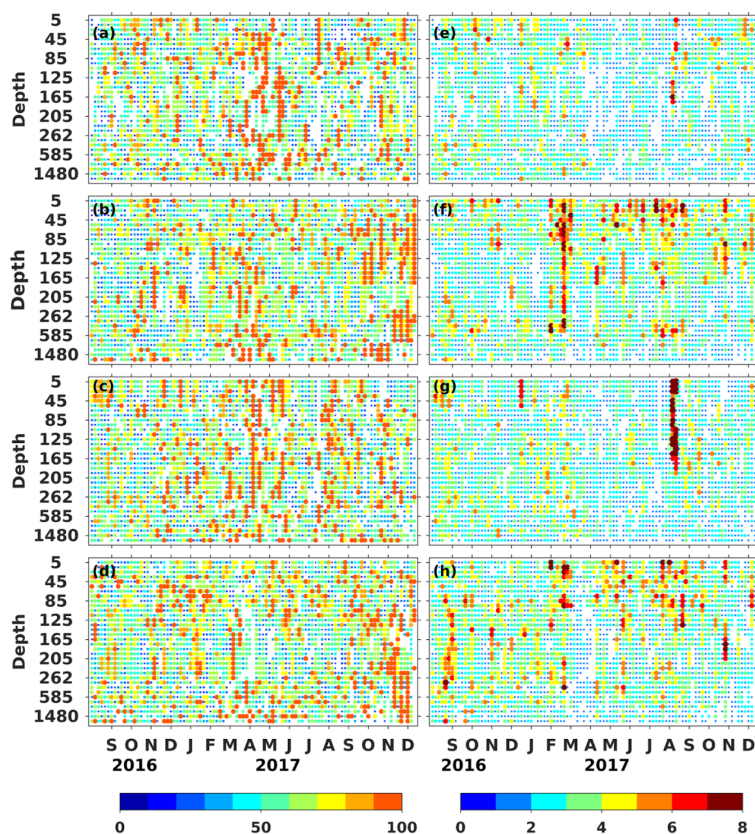 (a) (e)
Depth 5 45 85 125 165 205 262 585 1480
(b) (f)
Depth 5 45 85 125 165 205 262 585 1480
(c) (g)
Depth 5 45 85 125 165 205 262 585 1480
(d) (h)
Depth 5 45 85 125 165 205 262 585 1480
S O N D J F M A M J J A S O N D S O N D J F M A M J J A S O N D
2016 2017 2016 2017
0 50 100 0 2 4 6 8